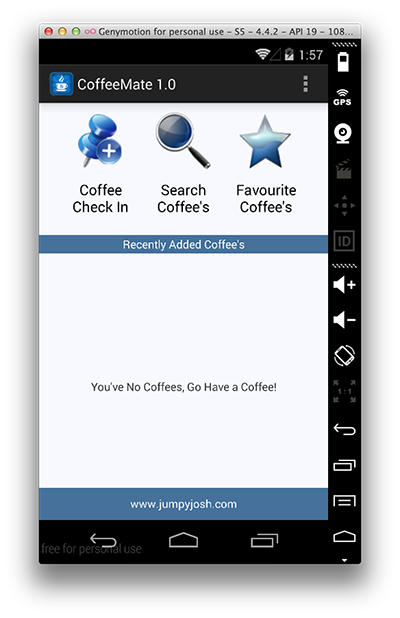 Genymotion for personal use – S5 – 4.4.2 – API 19 – 108...
1:57
GPS
CoffeeMate 1.0
Coffee Check In
Search Coffee's
Favourite Coffee's
ID
Recently Added Coffee's
1:1
You've No Coffees, Go Have a Coffee!
www.jumpyjosh.com
free for personal use